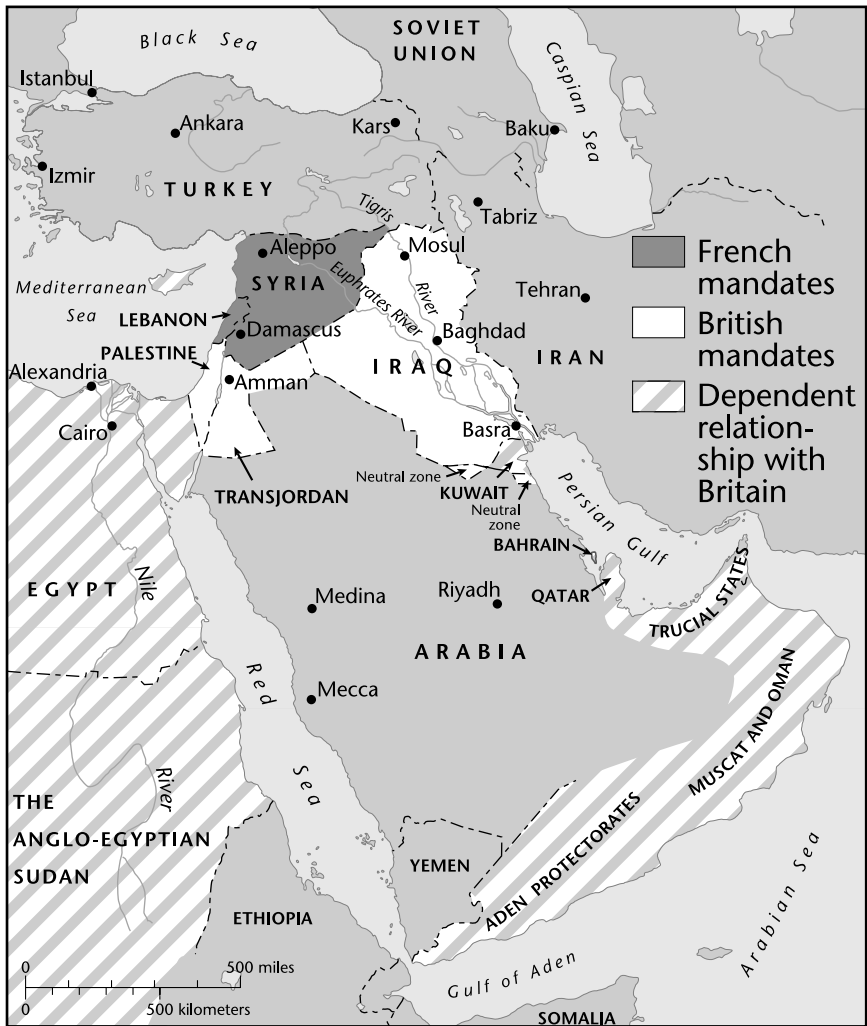 Black Sea
SOVIET
UNION
Caspian Sea
Istanbul
Ankara
Kars
Baku
Izmir
TURKEY
Tabriz
Tigris
Aleppo
Mosul
SYRIA
Euphrates River
River
Mediterranean
Sea
LEBANON
Tehran
Damascus
Baghdad
PALESTINE
IRAN
IRAQ
Alexandria
Amman
Cairo
Basra
French
mandates
British
mandates
Dependent
relation-
ship with
Britain
Neutral zone
TRANSJORDAN
KUWAIT
Neutral
zone
Persian Gulf
BAHRAIN
EGYPT
Nile
QATAR
Medina
Riyadh
TRUCIAL STATES
ARABIA
Red
Sea
Mecca
MUSCAT AND OMAN
River
THE
ANGLO-EGYPTIAN
SUDAN
ADEN PROTECTORATES
YEMEN
ETHIOPIA
Arabian Sea
Gulf of Aden
SOMALIA
0
500 miles
0
500 kilometers